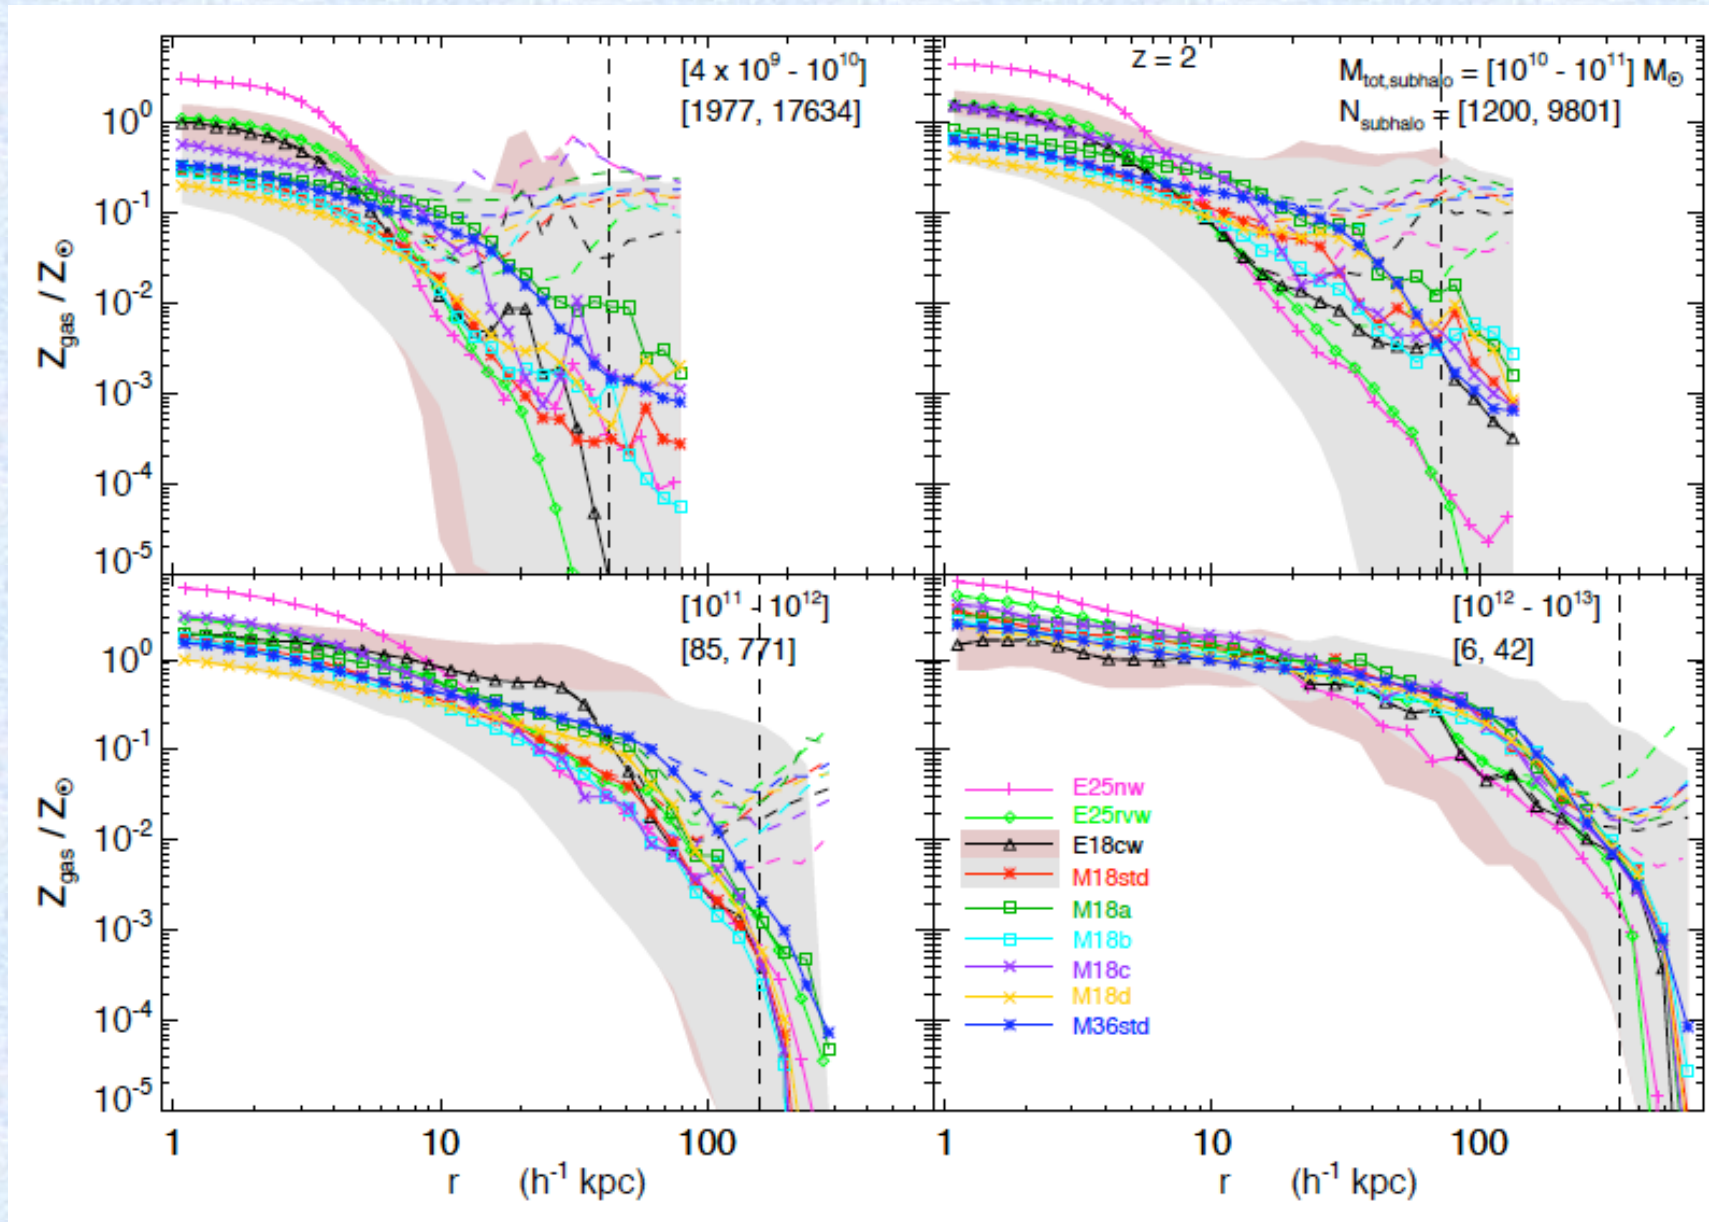 [4 x 10⁹ - 10¹⁰]
[1977, 17634]
z = 2
M_tot,subhalo = [10¹⁰ - 10¹¹] M_⊙
N_subhalo = [1200, 9801]
10⁰
10⁻¹
10⁻²
10⁻³
10⁻⁴
10⁻⁵
Z_gas / Z_⊙
[10¹¹ - 10¹²]
[85, 771]
[10¹² - 10¹³]
[6, 42]
10⁰
10⁻¹
10⁻²
10⁻³
10⁻⁴
10⁻⁵
Z_gas / Z_⊙
E25nw
E25rvw
E18cw
M18std
M18a
M18b
M18c
M18d
M36std
1 10 100
1 10 100
r (h⁻¹ kpc)
r (h⁻¹ kpc)